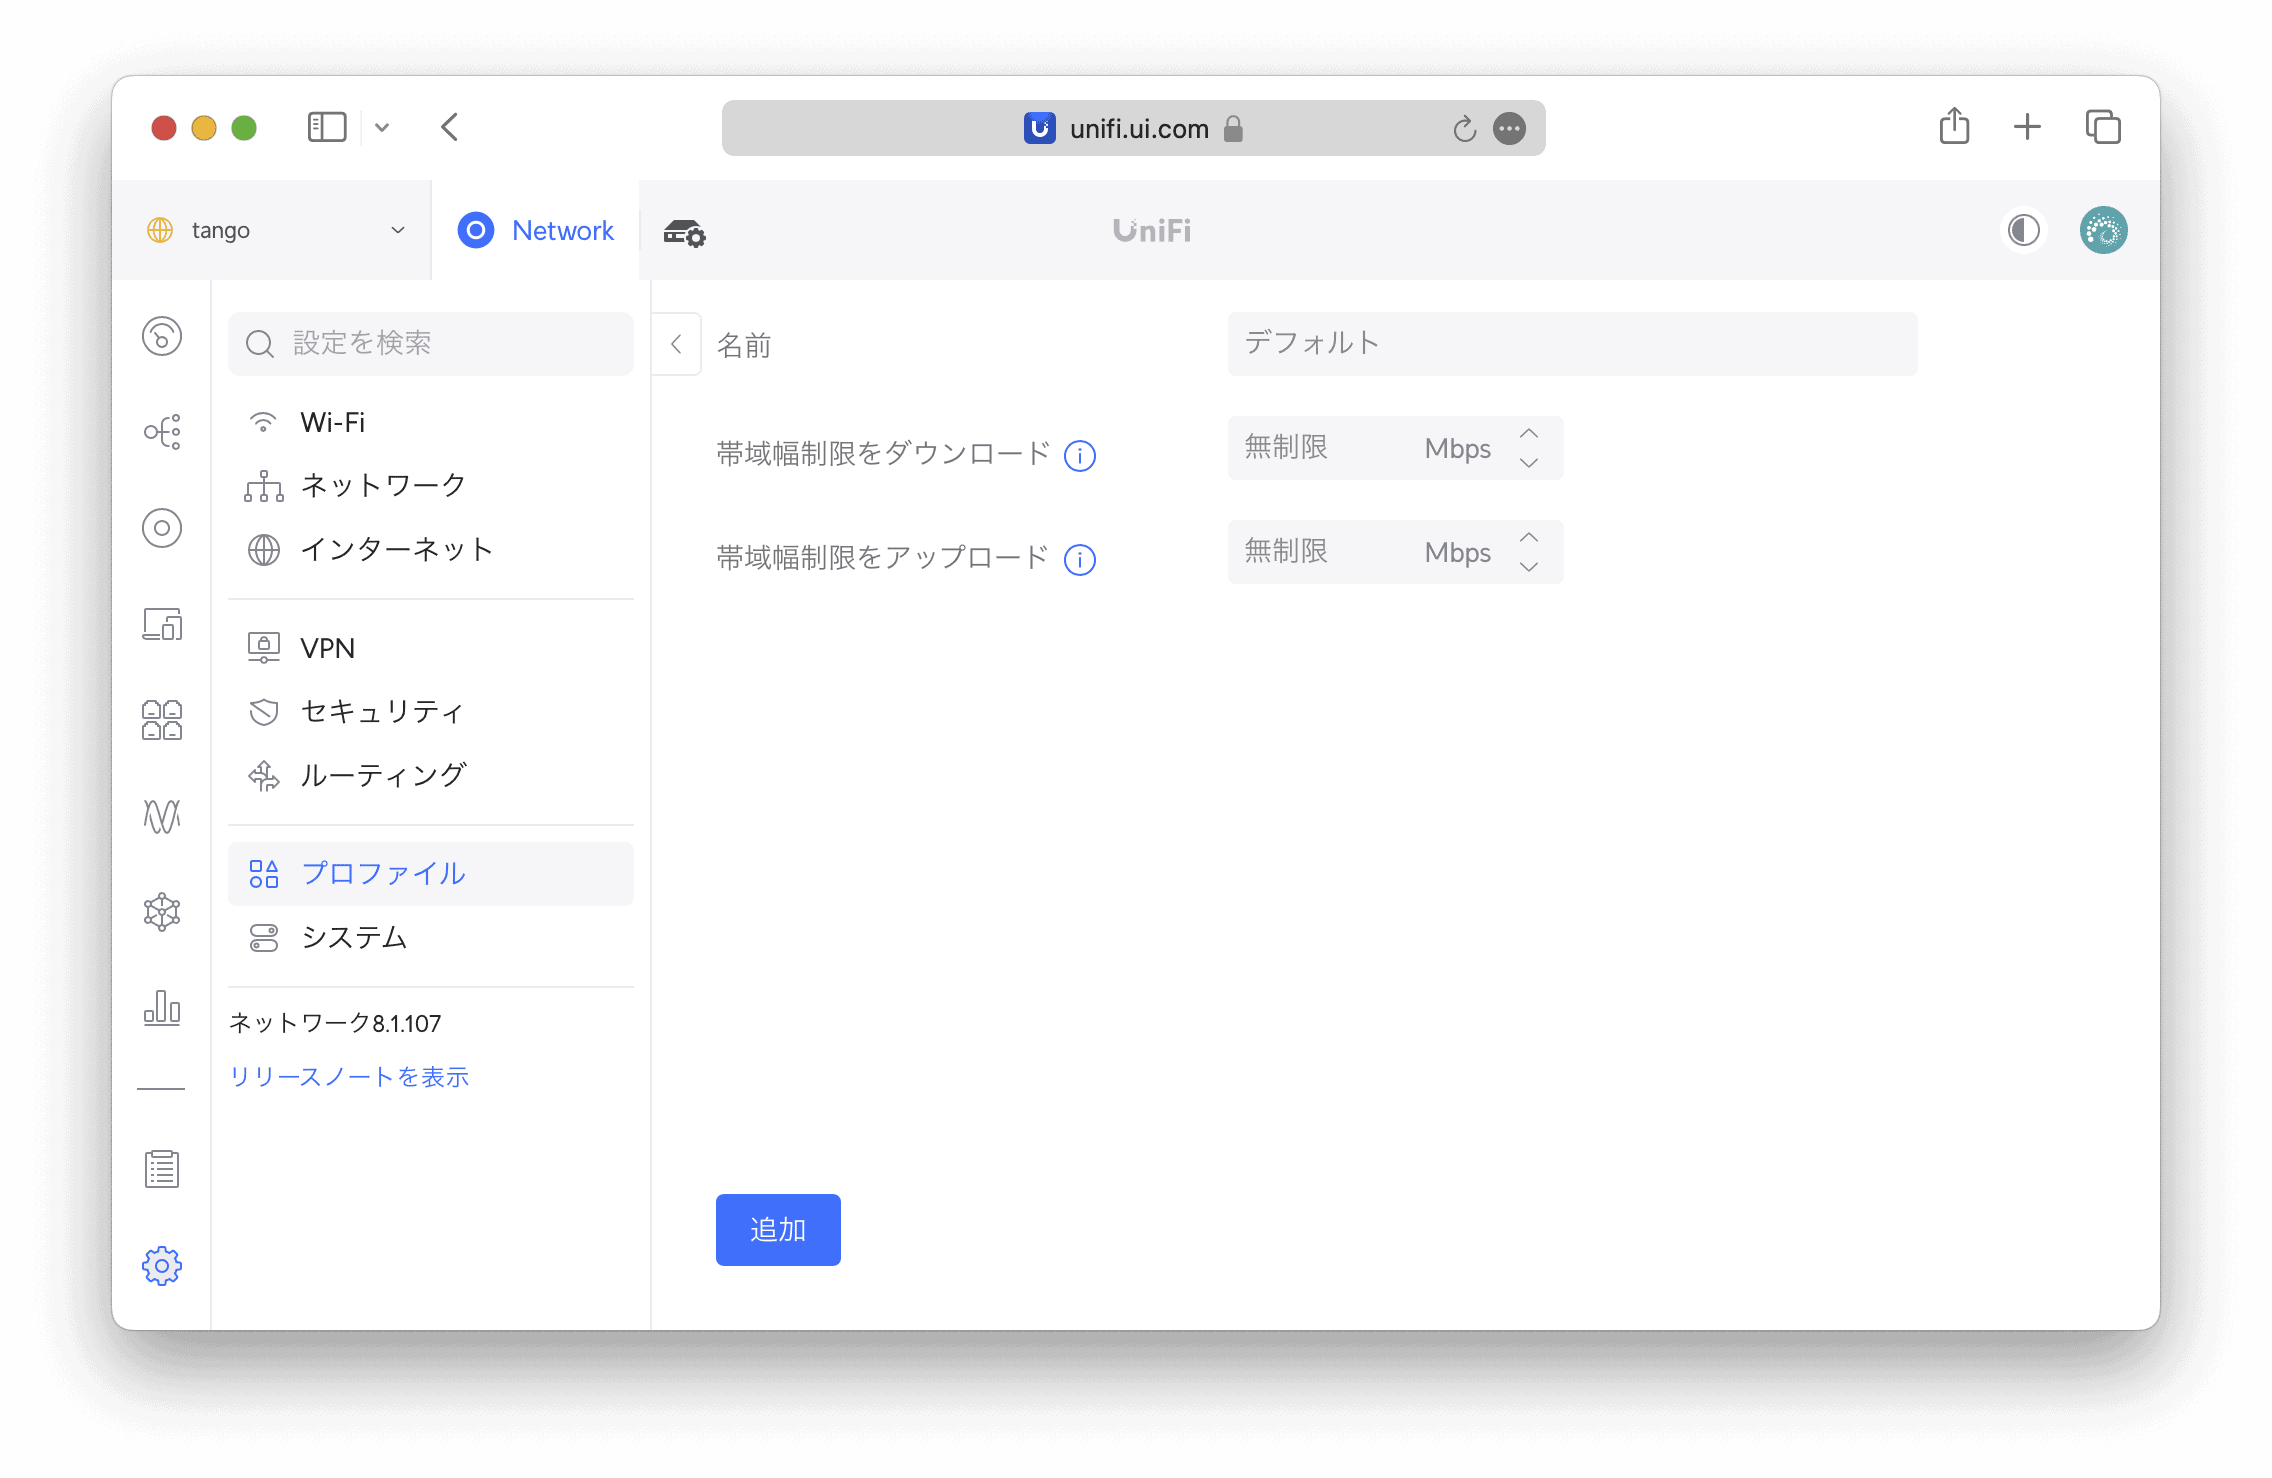 unifi.ui.com
tango
Network
UniFi
設定を検索
Wi-Fi
ネットワーク
インターネット
VPN
セキュリティ
ルーティング
プロファイル
システム
ネットワーク8.1.107
リリースノートを表示
名前
デフォルト
帯域幅制限をダウンロード
無制限 Mbps
帯域幅制限をアップロード
無制限 Mbps
追加